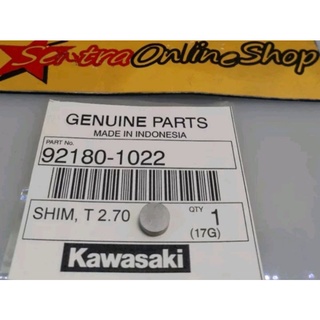 SentraOnlineShop
GENUINE PARTS
MADE IN INDONESIA
PART No.
92180-1022
SHIM, T 2.70
QTY
1
(17G)
Kawasaki